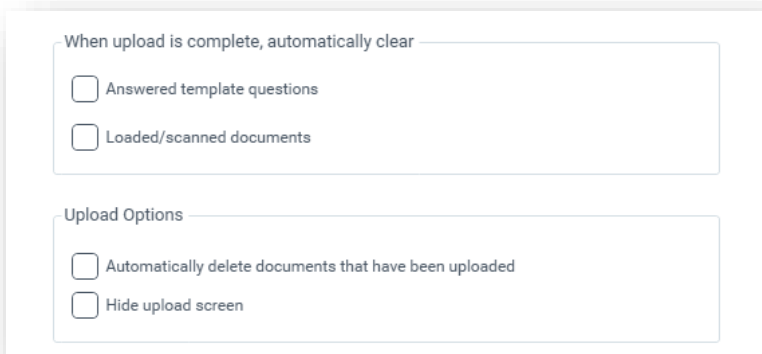 When upload is complete, automatically clear
Answered template questions
Loaded/scanned documents
Upload Options
Automatically delete documents that have been uploaded
Hide upload screen